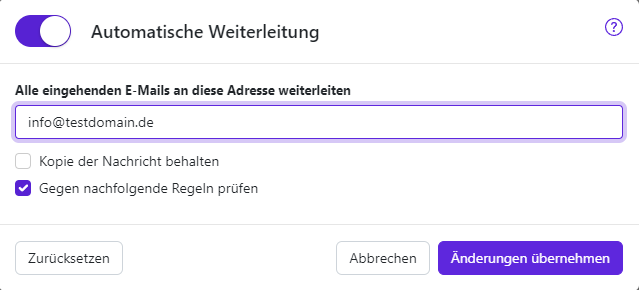 Automatische Weiterleitung
?
Alle eingehenden E-Mails an diese Adresse weiterleiten
info@testdomain.de
Kopie der Nachricht behalten
Gegen nachfolgende Regeln prüfen
Zurücksetzen Abbrechen Änderungen übernehmen